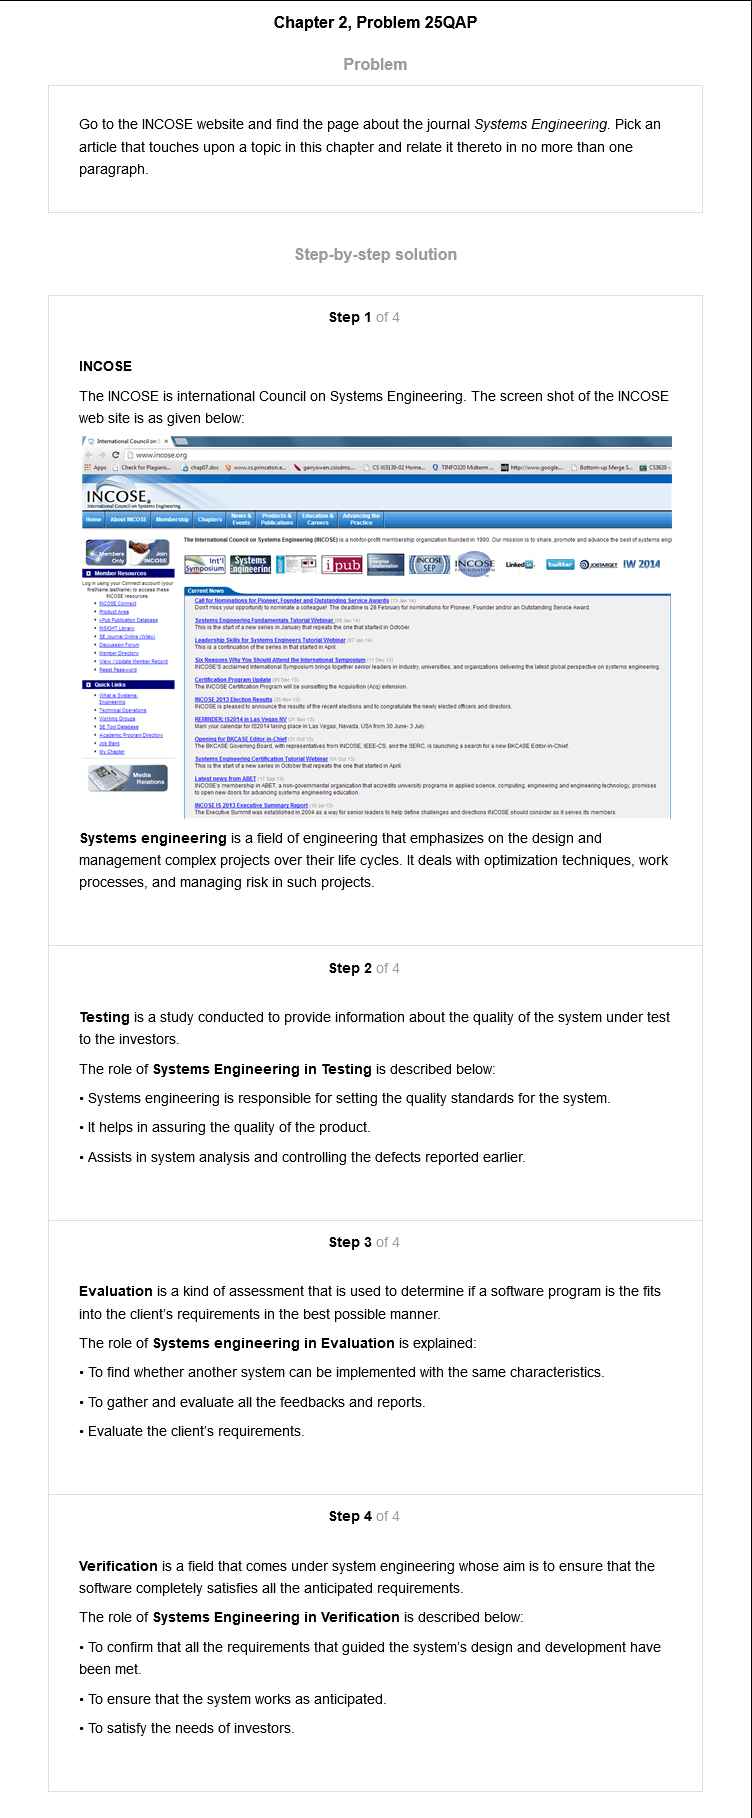 Chapter 2, Problem 25QAP
Problem
Go to the INCOSE website and find the page about the journal Systems Engineering. Pick an
article that touches upon a topic in this chapter and relate it thereto in no more than one
paragraph.
Step-by-step solution
Step 1 of 4
INCOSE
The INCOSE is international Council on Systems Engineering. The screen shot of the INCOSE
web site is as given below:
International Council on S
www.incose.org
Apps Check for Plagiaris... chap07.doc www.cs.princeton.e... garryowen.csisdmz... CS W3139-02 Home... TINFO320 Midterm ... http://www.google... Bottom-up Merge S... CS3620 -
INCOSE
International Council on Systems Engineering
Home About INCOSE Membership Chapters News & Events Products & Publications Education & Careers Advancing the Practice
Members Only Join INCOSE
The International Council on Systems Engineering (INCOSE) is a not-for-profit membership organization founded in 1990. Our mission is to share, promote and advance the best of systems engi
Int'l Symposium Systems Engineering ipub Enterprise Transformation INCOSE SEP INCOSE FOUNDATION LinkedIn twitter JOBTARGET IW 2014
Member Resources
Log in using your Connect account (your
firstname.lastname) to access these
INCOSE resources.
INCOSE Connect
Product Area
i-Pub Publication Database
INSIGHT Library
SE Journal Online (Wiley)
Discussion Forum
Member Directory
View / Update Member Record
Reset Password
Quick Links
What is Systems
Engineering
Technical Operations
Working Groups
SE Tool Database
Academic Program Directory
Job Bank
My Chapter
Media
Relations
Current News
Call for Nominations for Pioneer, Founder and Outstanding Service Awards (13 Jan 14)
Don't miss your opportunity to nominate a colleague! The deadline is 28 February for nominations for Pioneer, Founder and/or an Outstanding Service Award.
Systems Engineering Fundamentals Tutorial Webinar (08 Jan 14)
This is the start of a new series in January that repeats the one that started in October.
Leadership Skills for Systems Engineers Tutorial Webinar (07 Jan 14)
This is a continuation of the series in that started in April.
Six Reasons Why You Should Attend the International Symposium (11 Dec 13)
INCOSE'S acclaimed International Symposium brings together senior leaders in industry, universities, and organizations delivering the latest global perspective on systems engineering.
Certification Program Update (05 Dec 13)
The INCOSE Certification Program will be sunsetting the Acquisition (Acq) extension.
INCOSE 2013 Election Results (25 Nov 13)
INCOSE is pleased to announce the results of the recent elections and to congratulate the newly elected officers and directors.
REMINDER: IS2014 in Las Vegas NV (21 Nov 13)
Mark your calendar for IS2014 taking place in Las Vegas, Nevada, USA from 30 June- 3 July.
Opening for BKCASE Editor-in-Chief (31 Oct 13)
The BKCASE Governing Board, with representatives from INCOSE, IEEE-CS, and the SERC, is launching a search for a new BKCASE Editor-in-Chief.
Systems Engineering Certification Tutorial Webinar (01 Oct 13)
This is the start of a new series in October that repeats the one that started in April.
Latest news from ABET (17 Sep 13)
INCOSE's membership in ABET, a non-governmental organization that accredits university programs in applied science, computing, engineering and engineering technology, promises
to open new doors for advancing systems engineering education.
INCOSE IS 2013 Executive Summary Report (15 Jul 13)
The Executive Summit was established in 2004 as a way for senior leaders to help define challenges and directions INCOSE should consider as it serves its members.
Systems engineering is a field of engineering that emphasizes on the design and
management complex projects over their life cycles. It deals with optimization techniques, work
processes, and managing risk in such projects.
Step 2 of 4
Testing is a study conducted to provide information about the quality of the system under test
to the investors.
The role of Systems Engineering in Testing is described below:
• Systems engineering is responsible for setting the quality standards for the system.
• It helps in assuring the quality of the product.
• Assists in system analysis and controlling the defects reported earlier.
Step 3 of 4
Evaluation is a kind of assessment that is used to determine if a software program is the fits
into the client's requirements in the best possible manner.
The role of Systems engineering in Evaluation is explained:
• To find whether another system can be implemented with the same characteristics.
• To gather and evaluate all the feedbacks and reports.
• Evaluate the client's requirements.
Step 4 of 4
Verification is a field that comes under system engineering whose aim is to ensure that the
software completely satisfies all the anticipated requirements.
The role of Systems Engineering in Verification is described below:
• To confirm that all the requirements that guided the system's design and development have
been met.
• To ensure that the system works as anticipated.
• To satisfy the needs of investors.